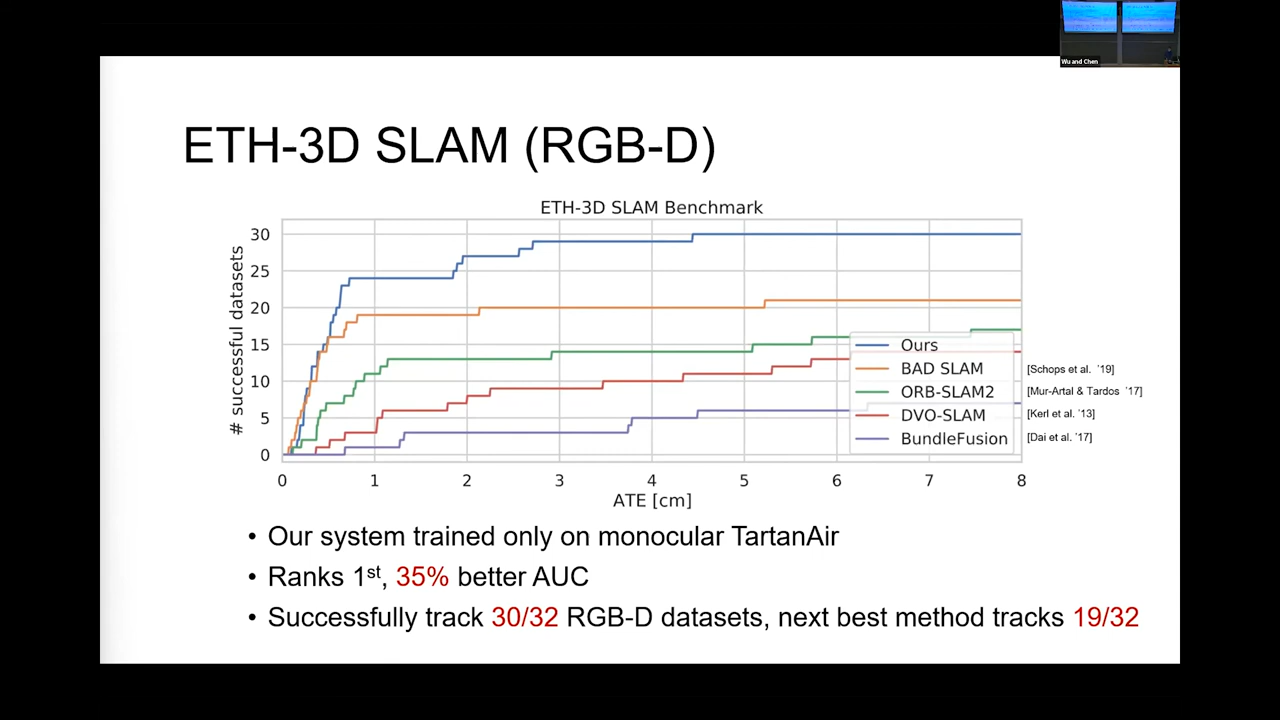 Wu and Chen
ETH-3D SLAM (RGB-D)
ETH-3D SLAM Benchmark
# successful datasets
30
25
20
15
10
5
0
Ours
BAD SLAM
ORB-SLAM2
DVO-SLAM
BundleFusion
[Schops et al. '19]
[Mur-Artal & Tardos '17]
[Kerl et al. '13]
[Dai et al. '17]
0 1 2 3 4 5 6 7 8
ATE [cm]
• Our system trained only on monocular TartanAir
• Ranks 1st, 35% better AUC
• Successfully track 30/32 RGB-D datasets, next best method tracks 19/32